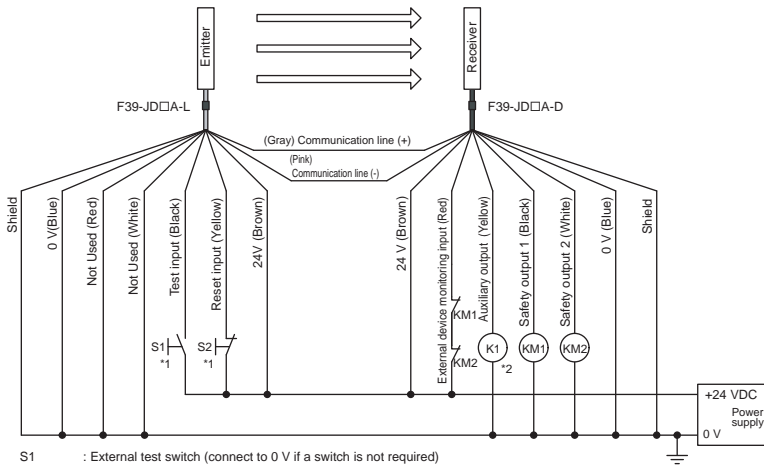 Emitter
Receiver
F39-JD□A-L
F39-JD□A-D
(Gray) Communication line (+)
(Pink)
Communication line (-)
Shield
0 V(Blue)
Not Used (Red)
Not Used (White)
Test input (Black)
Reset input (Yellow)
24V (Brown)
24 V (Brown)
External device monitoring input (Red)
Auxiliary output (Yellow)
Safety output 1 (Black)
Safety output 2 (White)
0 V (Blue)
Shield
S1
*1
S2
*1
KM1
KM2
K1
*2
KM1
KM2
+24 VDC
Power
supply
0 V
S1 : External test switch (connect to 0 V if a switch is not required)